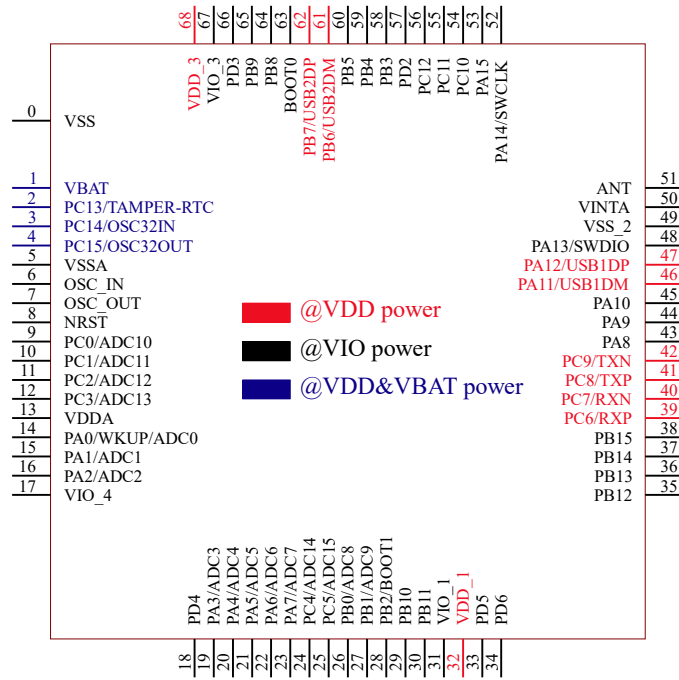 68 67 66 65 64 63 62 61 60 59 58 57 56 55 54 53 52
VDD_3
VIO_3
PD3
PB9
PB8
BOOT0
PB7/USB2DP
PB6/USB2DM
PB5
PB4
PB3
PD2
PC12
PC11
PC10
PA15
PA14/SWCLK
0 VSS
1 VBAT
2 PC13/TAMPER-RTC
3 PC14/OSC32IN
4 PC15/OSC32OUT
5 VSSA
6 OSC_IN
7 OSC_OUT
8 NRST
9 PC0/ADC10
10 PC1/ADC11
11 PC2/ADC12
12 PC3/ADC13
13 VDDA
14 PA0/WKUP/ADC0
15 PA1/ADC1
16 PA2/ADC2
17 VIO_4
@VDD power
@VIO power
@VDD&VBAT power
ANT 51
VINTA 50
VSS_2 49
PA13/SWDIO 48
PA12/USB1DP 47
PA11/USB1DM 46
PA10 45
PA9 44
PA8 43
PC9/TXN 42
PC8/TXP 41
PC7/RXN 40
PC6/RXP 39
PB15 38
PB14 37
PB13 36
PB12 35
PD4
PA3/ADC3
PA4/ADC4
PA5/ADC5
PA6/ADC6
PA7/ADC7
PC4/ADC14
PC5/ADC15
PB0/ADC8
PB1/ADC9
PB2/BOOT1
PB10
PB11
VIO_1
VDD_1
PD5
PD6
18 19 20 21 22 23 24 25 26 27 28 29 30 31 32 33 34